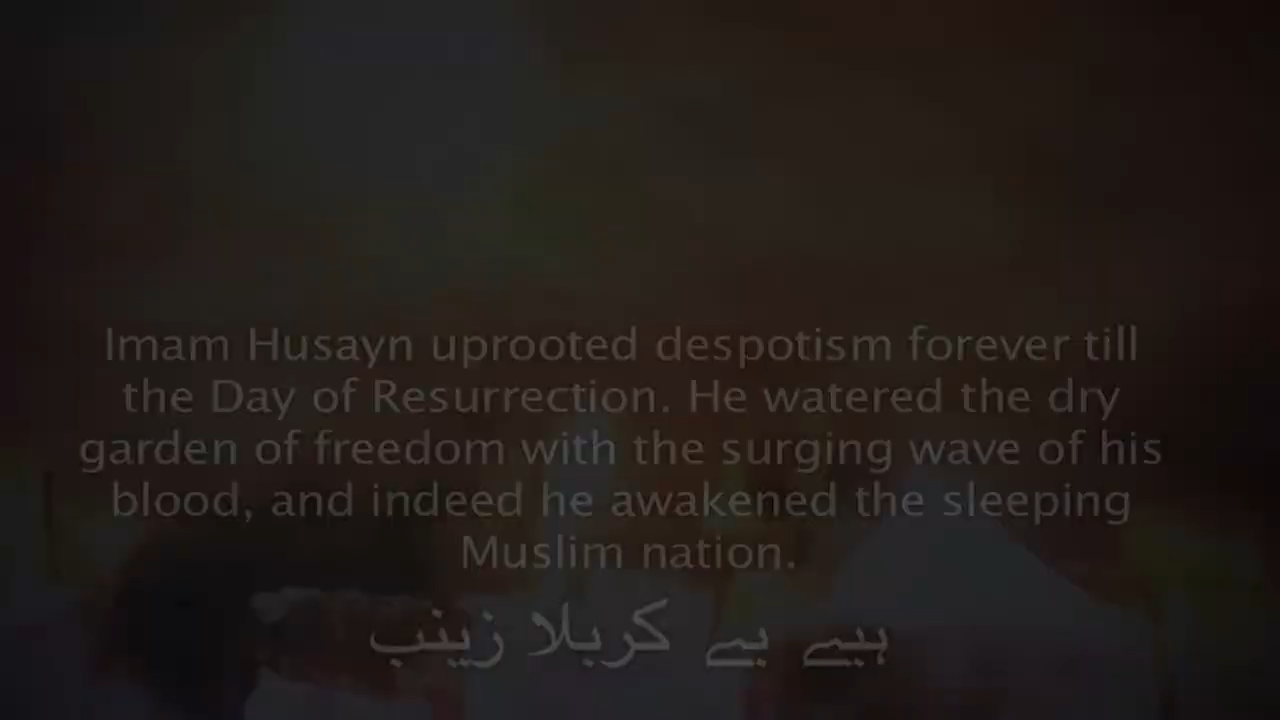 Imam Husayn uprooted despotism forever till
the Day of Resurrection. He watered the dry
garden of freedom with the surging wave of his
blood, and indeed he awakened the sleeping
Muslim nation.
ہیے بے کربلا زینب